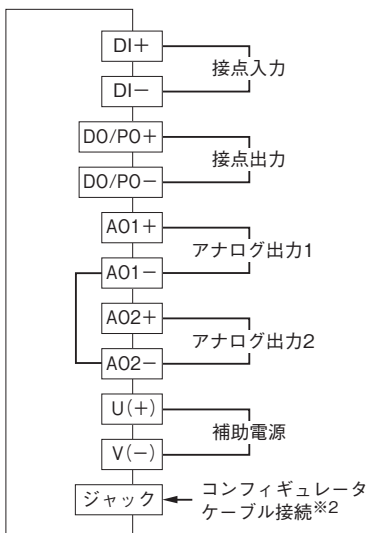 DI+
接点入力
DI−
DO/PO+
接点出力
DO/PO−
AO1+
アナログ出力1
AO1−
AO2+
アナログ出力2
AO2−
U(+)
補助電源
V(−)
ジャック
コンフィギュレータ
ケーブル接続※2